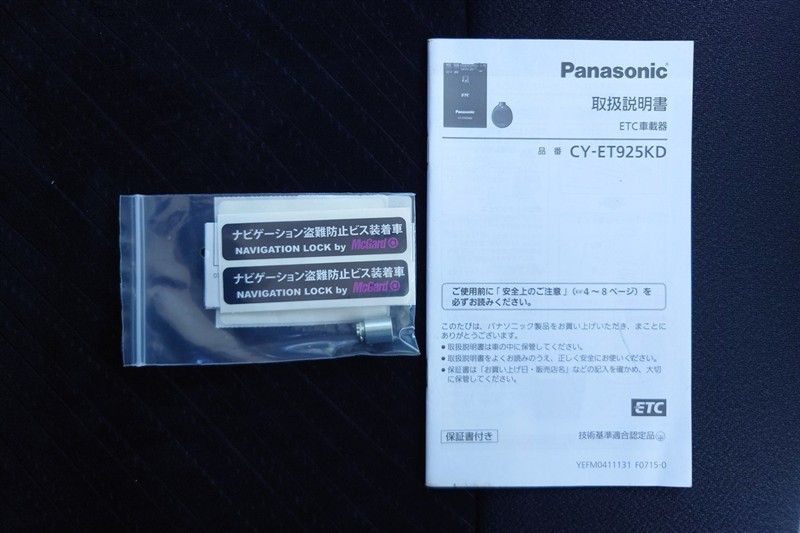 ナビゲーション盗難防止ビス装着車
NAVIGATION LOCK by McGard
ナビゲーション盗難防止ビス装着車
NAVIGATION LOCK by McGard
Panasonic
取扱説明書
ETC車載器
品番 CY-ET925KD
ETC
Panasonic
ご使用前に「安全上のご注意」(☞4～8ページ)を
必ずお読みください。
このたびは、パナソニック製品をお買い上げいただき、まことに
ありがとうございます。
●取扱説明書は車の中に保管してください。
●取扱説明書をよくお読みのうえ、正しく安全にお使いください。
●保証書は「お買い上げ日・販売店名」などの記入を確かめ、大切
に保管してください。
ETC
保証書付き
技術基準適合認定品
YEFM0411131 F0715-0